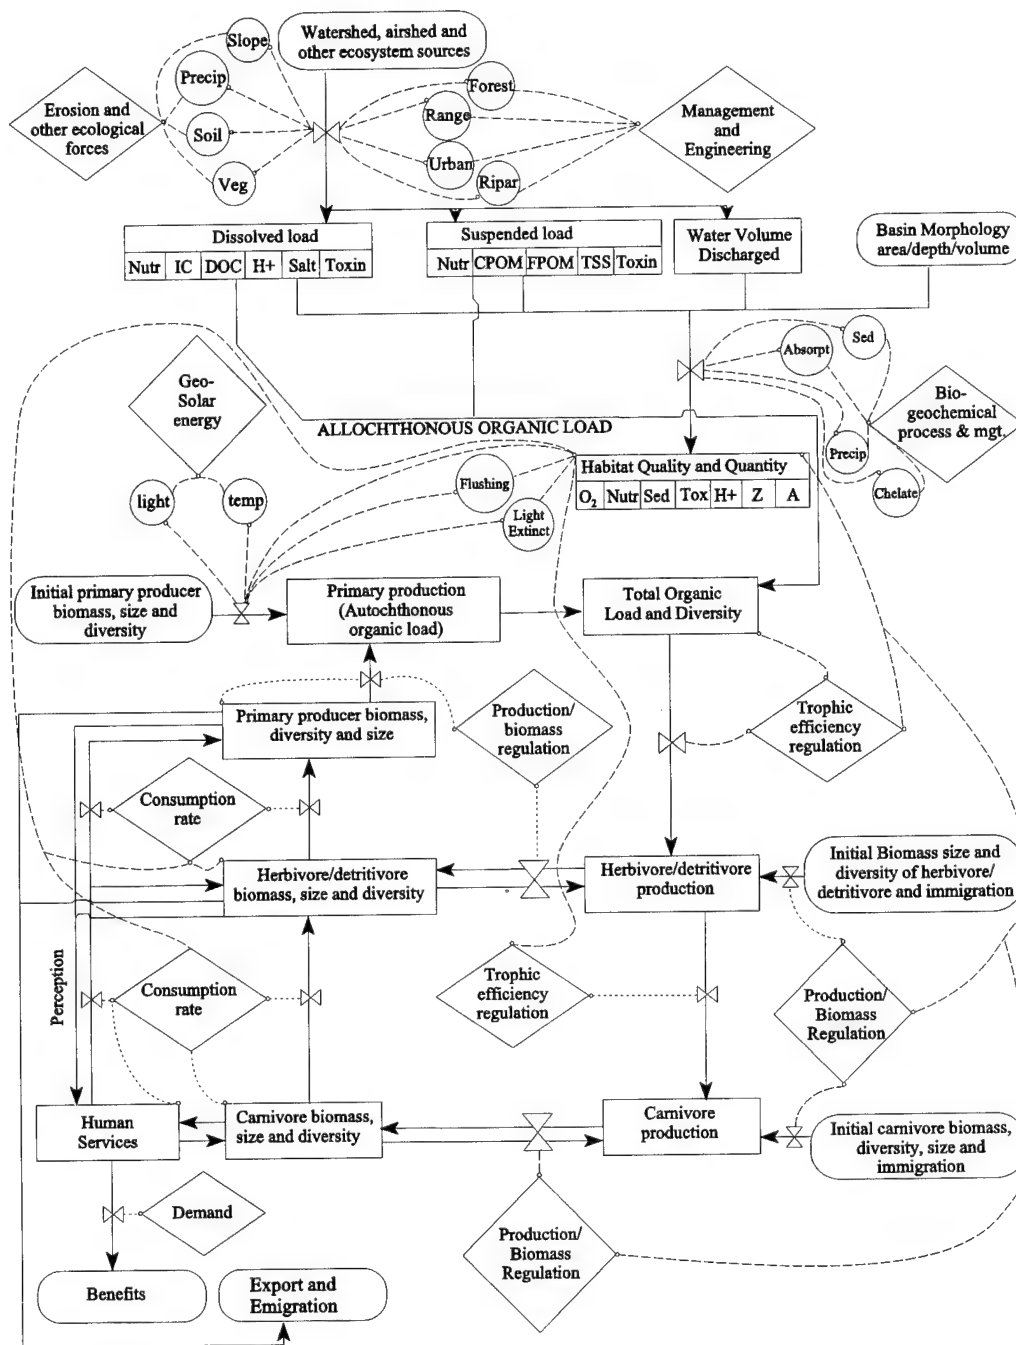 Watershed, airshed and
other ecosystem sources
Slope
Precip
Soil
Veg
Erosion and
other ecological
forces
Forest
Range
Urban
Ripar
Management
and
Engineering
Dissolved load
Nutr IC DOC H+ Salt Toxin
Suspended load
Nutr CPOM FPOM TSS Toxin
Water Volume
Discharged
Basin Morphology
area/depth/volume
Geo-
Solar
energy
Absorpt
Sed
Precip
Chelate
Bio-
geochemical
process & mgt.
ALLOCHTHONOUS ORGANIC LOAD
Habitat Quality and Quantity
O2 Nutr Sed Tox H+ Z A
light
temp
Flushing
Light
Extinct
Initial primary producer
biomass, size and
diversity
Primary production
(Autochthonous
organic load)
Total Organic
Load and Diversity
Primary producer biomass,
diversity and size
Production/
biomass
regulation
Trophic
efficiency
regulation
Consumption
rate
Herbivore/detritivore
biomass, size and diversity
Herbivore/detritivore
production
Initial Biomass size and
diversity of herbivore/
detritivore and immigration
Perception
Consumption
rate
Trophic
efficiency
regulation
Production/
Biomass
Regulation
Human
Services
Carnivore biomass,
size and diversity
Carnivore
production
Initial carnivore biomass,
diversity, size and
immigration
Demand
Production/
Biomass
Regulation
Benefits
Export and
Emigration